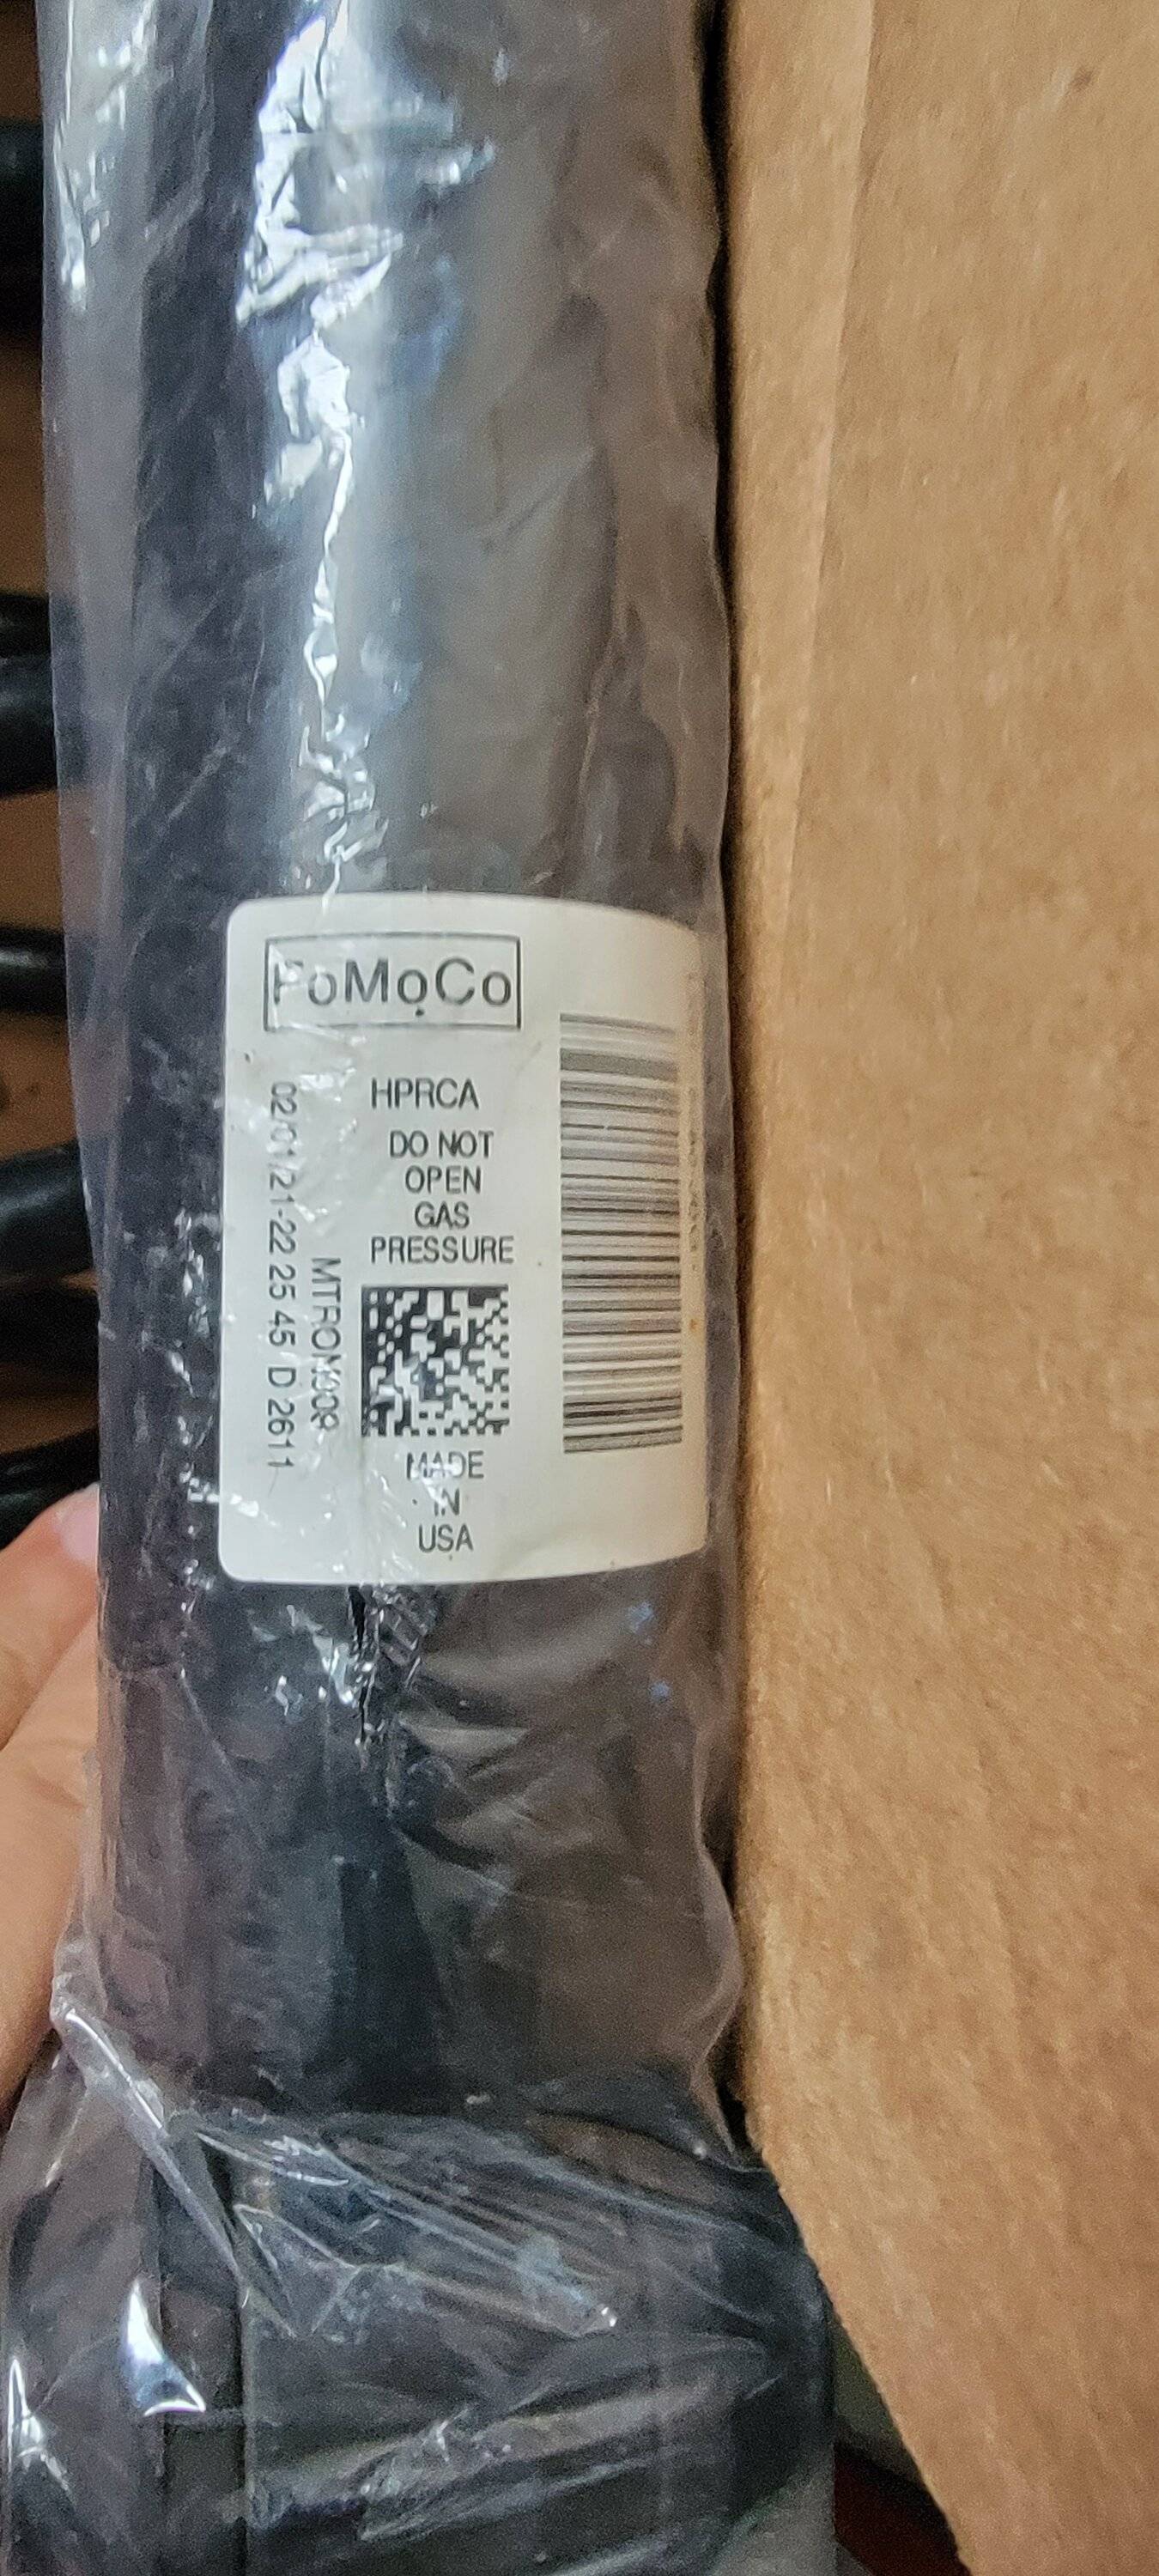 FoMoCo
HPRCA
DO NOT
OPEN
GAS
PRESSURE
MADE
IN
USA
02/01/21-22 25 45 D 2611